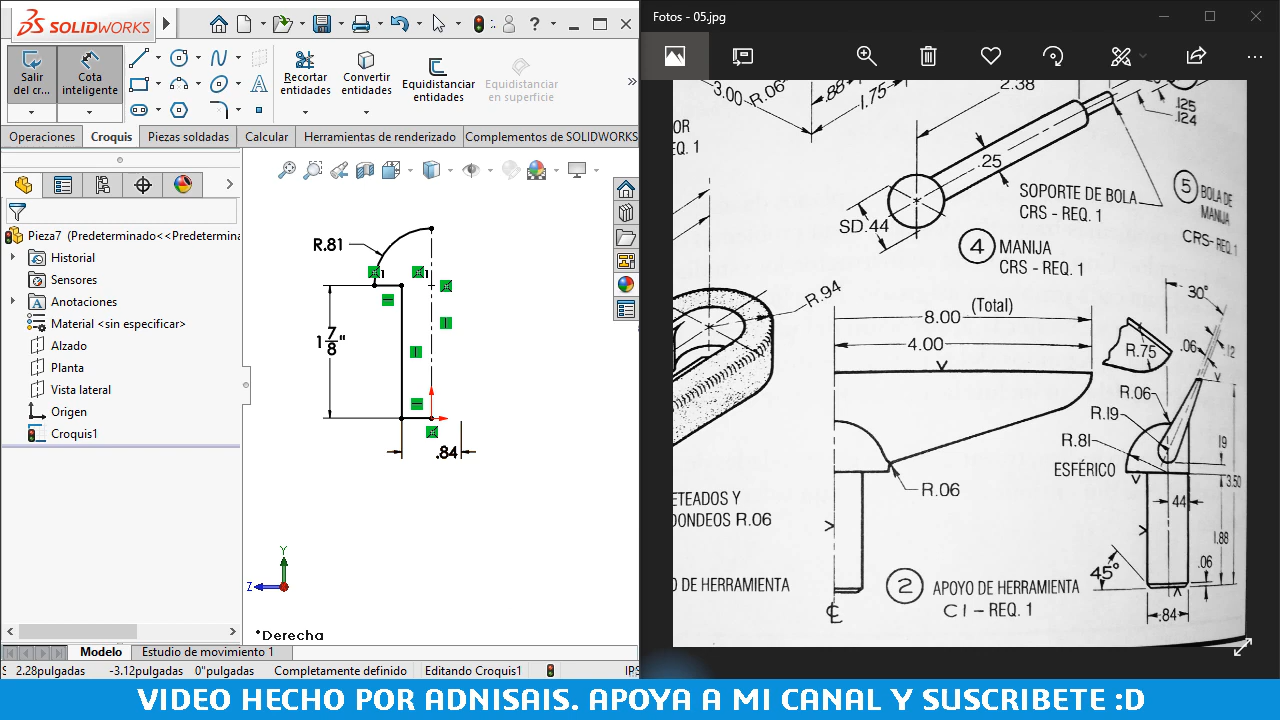 SOLIDWORKS
Salir
del cr...
Cota
inteligente
Recortar
entidades
Convertir
entidades
Equidistanciar
entidades
Equidistanciar
en superficie
Operaciones
Croquis
Piezas soldadas
Calcular
Herramientas de renderizado
Complementos de SOLIDWORKS
Pieza7 (Predeterminado<<Predetermina
Historial
Sensores
Anotaciones
Material <sin especificar>
Alzado
Planta
Vista lateral
Origen
Croquis1
R.81
1 7/8"
.84
Y
Z
*Derecha
Modelo
Estudio de movimiento 1
2.28pulgadas
-3.12pulgadas
0"pulgadas
Completamente definido
Editando Croquis1
IPS
Fotos - 05.jpg
3.00
R.06
.88
1.75
2.38
.125
.124
OR
EQ. 1
.25
SOPORTE DE BOLA
CRS - REQ. 1
5
BOLA DE
MANIJA
CRS- REQ. 1
SD.44
4
MANIJA
CRS - REQ. 1
R.94
(Total)
8.00
4.00
30°
R.75
.06
.12
R.06
R.19
R.81
ESFÉRICO
19
3.50
R.06
44
1.88
ETEADOS Y
ONDEOS R.06
45°
.06
O DE HERRAMIENTA
2
APOYO DE HERRAMIENTA
C I - REQ. 1
.84
VIDEO HECHO POR ADNISAIS. APOYA A MI CANAL Y SUSCRIBETE :D